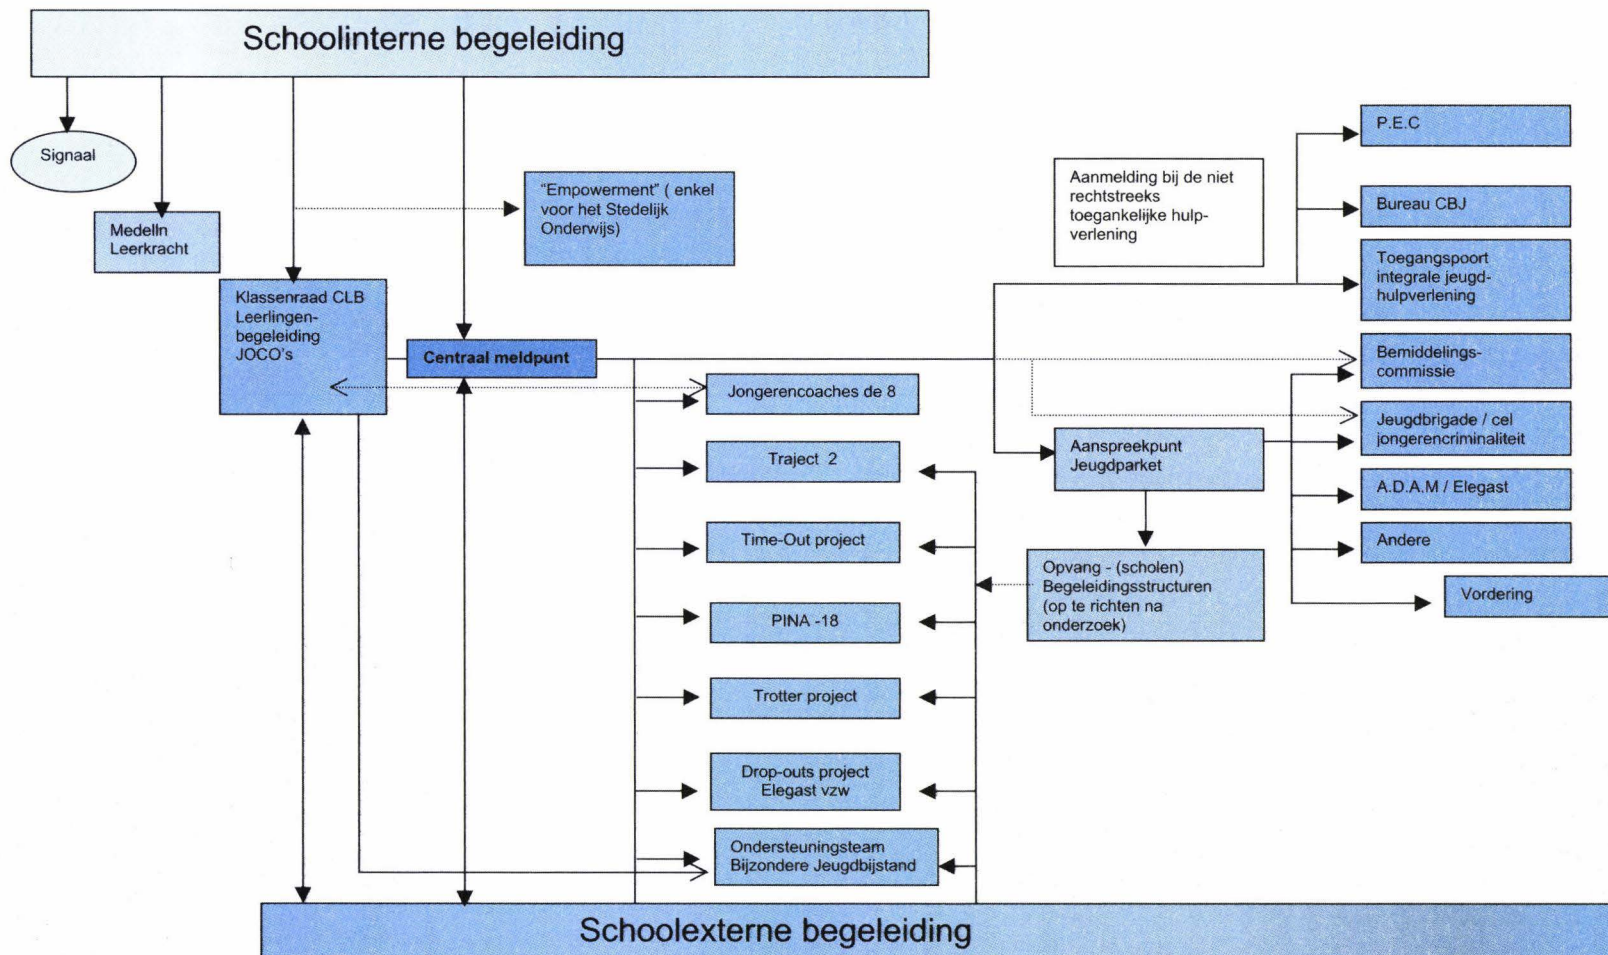 Schoolinterne begeleiding
Signaal
Medelln
Leerkracht
"Empowerment" ( enkel
voor het Stedelijk
Onderwijs)
Klassenraad CLB
Leerlingen-
begeleiding
JOCO's
Centraal meldpunt
Jongerencoaches de 8
Traject 2
Time-Out project
PINA -18
Trotter project
Drop-outs project
Elegast vzw
Ondersteuningsteam
Bijzondere Jeugdbijstand
Aanmelding bij de niet
rechtstreeks
toegankelijke hulp-
verlening
Aanspreekpunt
Jeugdparket
Opvang - (scholen)
Begeleidingsstructuren
(op te richten na
onderzoek)
P.E.C
Bureau CBJ
Toegangspoort
integrale jeugd-
hulpverlening
Bemiddelings-
commissie
Jeugdbrigade / cel
jongerencriminaliteit
A.D.A.M / Elegast
Andere
Vordering
Schoolexterne begeleiding